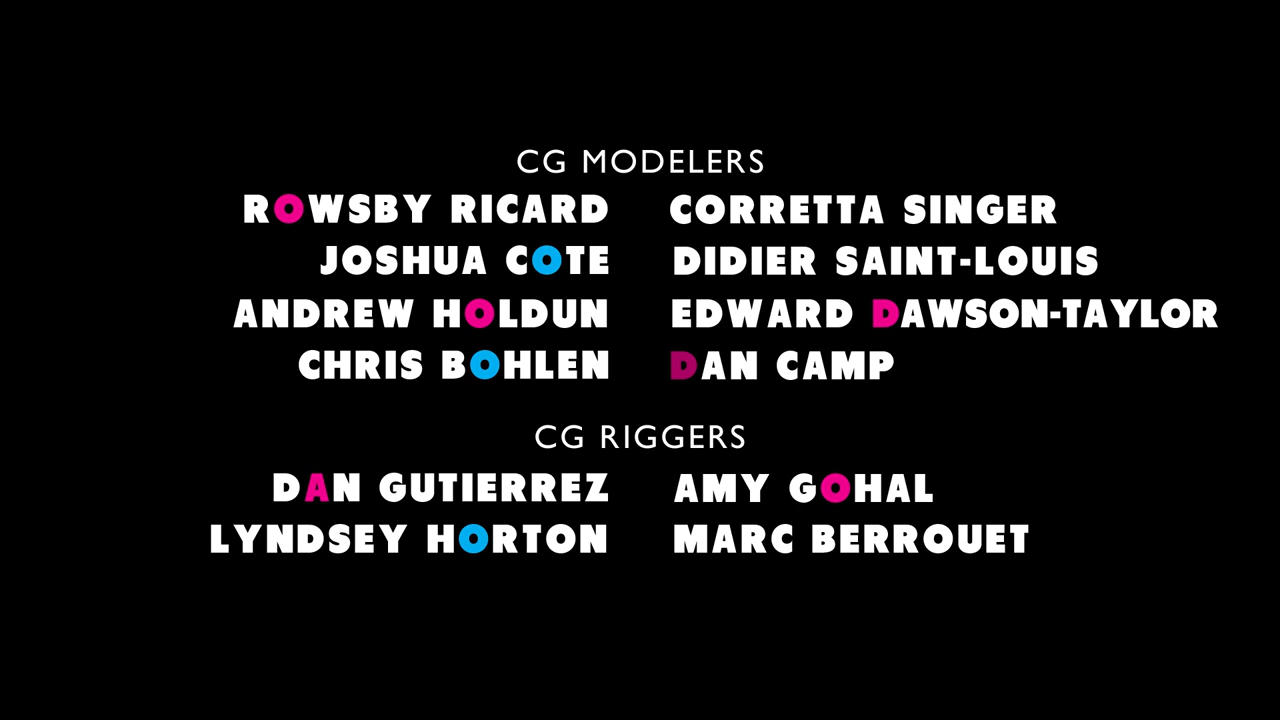 CG MODELERS
ROWSBY RICARD CORRETTA SINGER
JOSHUA COTE DIDIER SAINT-LOUIS
ANDREW HOLDUN EDWARD DAWSON-TAYLOR
CHRIS BOHLEN DAN CAMP
CG RIGGERS
DAN GUTIERREZ AMY GOHAL
LYNDSEY HORTON MARC BERROUET